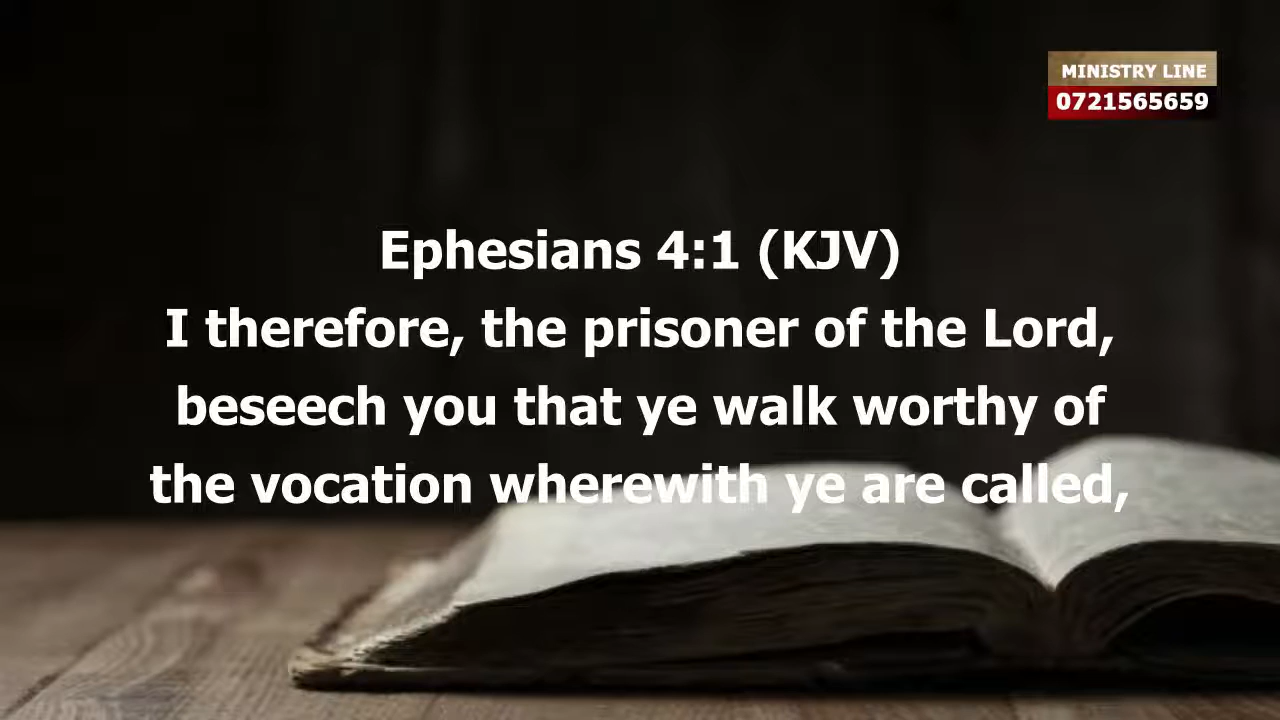 MINISTRY LINE
0721565659
Ephesians 4:1 (KJV)
I therefore, the prisoner of the Lord,
beseech you that ye walk worthy of
the vocation wherewith ye are called,